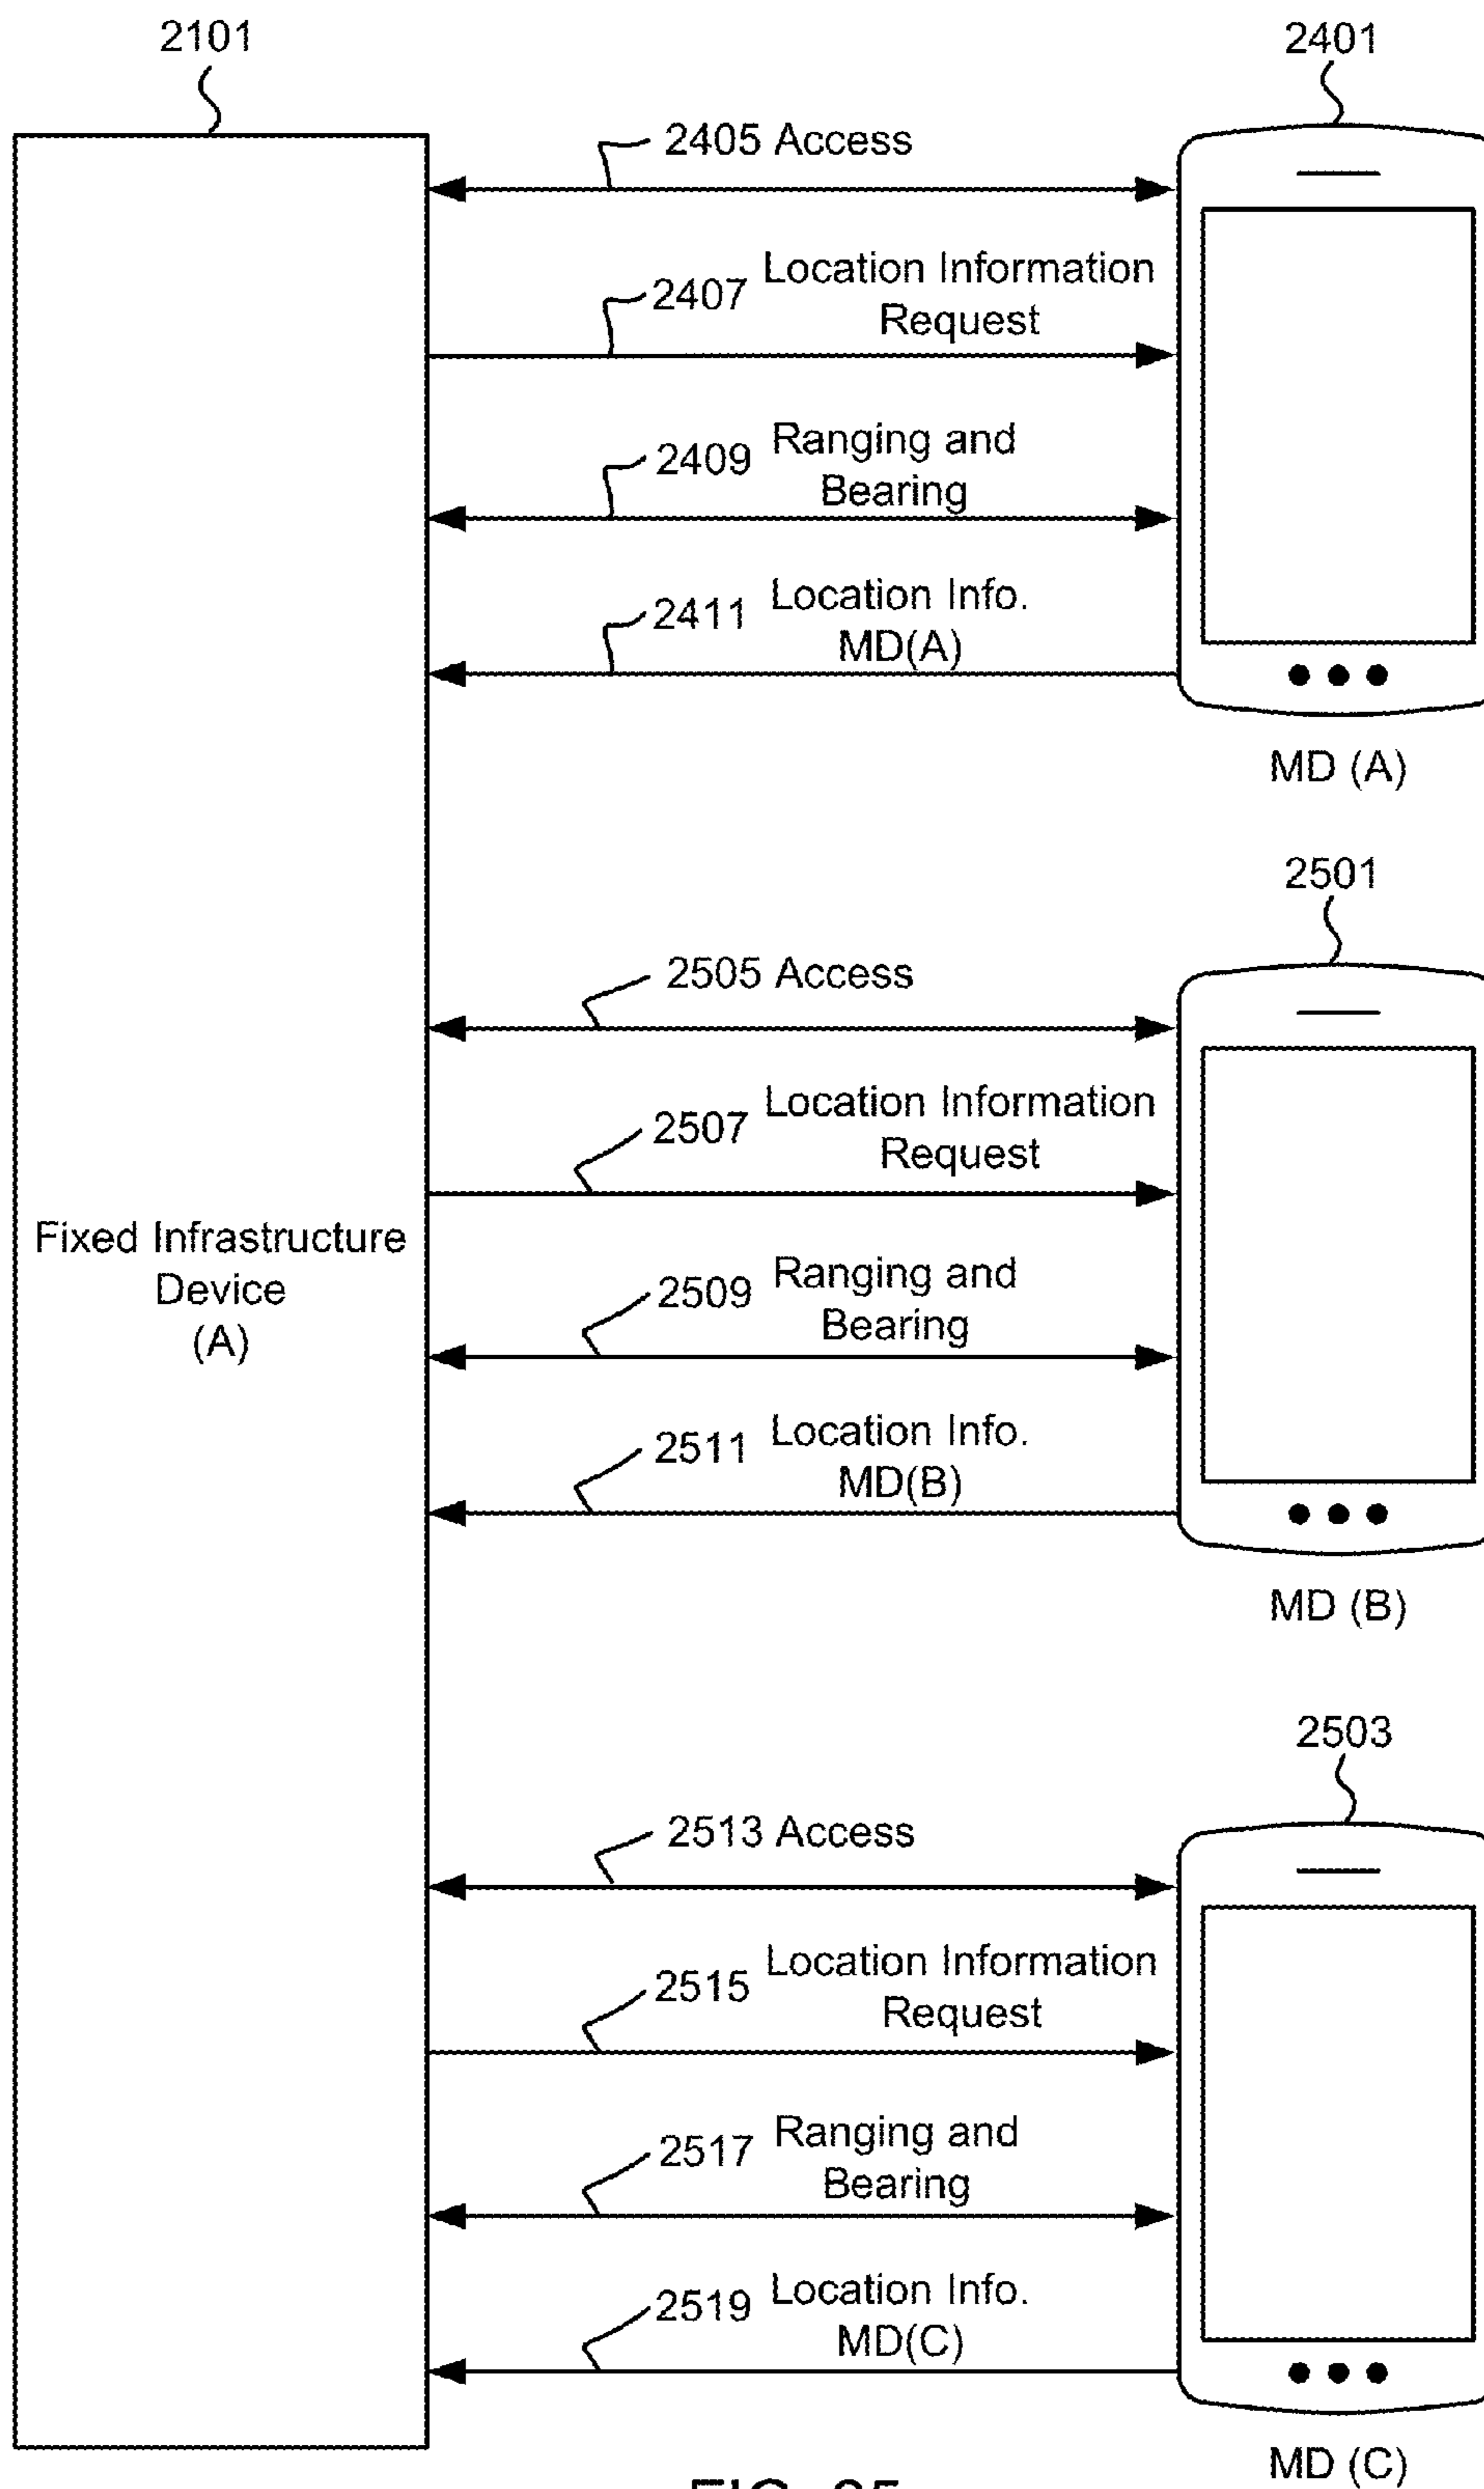 2101
2401
2405 Access
2407 Location Information
Request
2409 Ranging and
Bearing
2411 Location Info.
MD(A)
MD (A)
2501
2505 Access
2507 Location Information
Request
Fixed Infrastructure
Device
(A)
2509 Ranging and
Bearing
2511 Location Info.
MD(B)
MD (B)
2503
2513 Access
2515 Location Information
Request
2517 Ranging and
Bearing
2519 Location Info.
MD(C)
MD (C)